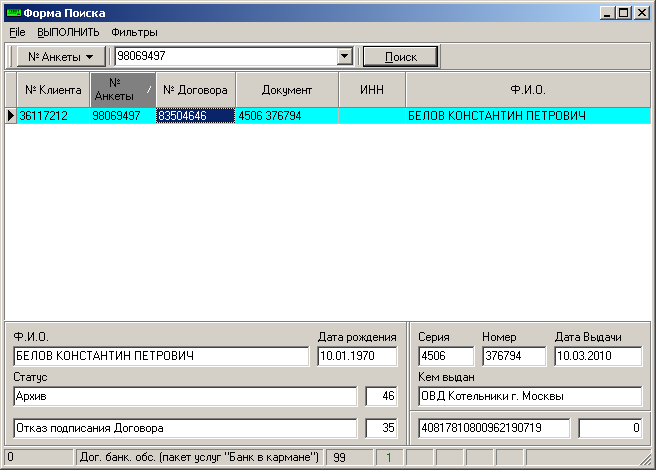 Форма Поиска
File ВЫПОЛНИТЬ Фильтры
№ Анкеты 98069497 Поиск
№ Клиента № Анкеты № Договора Документ ИНН Ф.И.О.
36117212 98069497 83504646 4506 376794 БЕЛОВ КОНСТАНТИН ПЕТРОВИЧ
Ф.И.О. Дата рождения Серия Номер Дата Выдачи
БЕЛОВ КОНСТАНТИН ПЕТРОВИЧ 10.01.1970 4506 376794 10.03.2010
Статус Кем выдан
Архив 46 ОВД Котельники г. Москвы
Отказ подписания Договора 35 40817810800962190719 0
0 Дог. банк. обс. (пакет услуг "Банк в кармане") 99 1